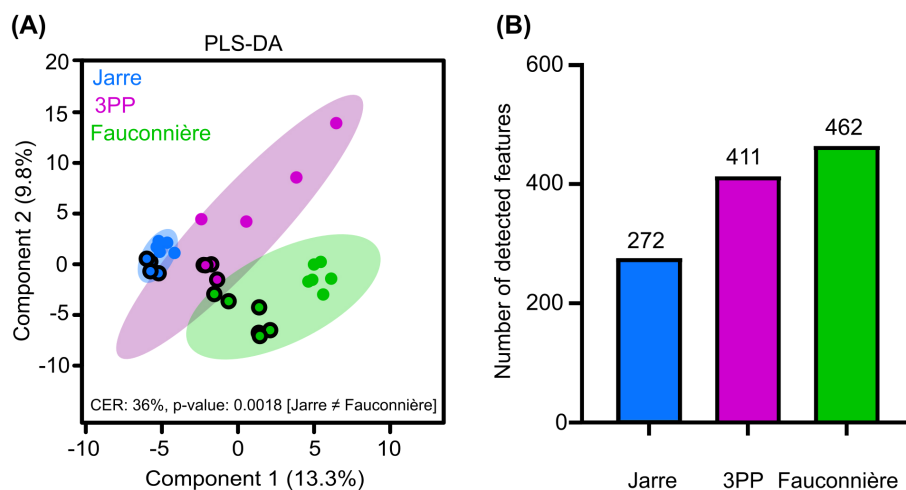 (A)
PLS-DA
20
15
10
5
0
-5
-10
Component 2 (9.8%)
Jarre
3PP
Fauconnière
CER: 36%, p-value: 0.0018 [Jarre ≠ Fauconnière]
-10 -5 0 5 10
Component 1 (13.3%)
(B)
600
400
200
0
Number of detected features
272
411
462
Jarre 3PP Fauconnière